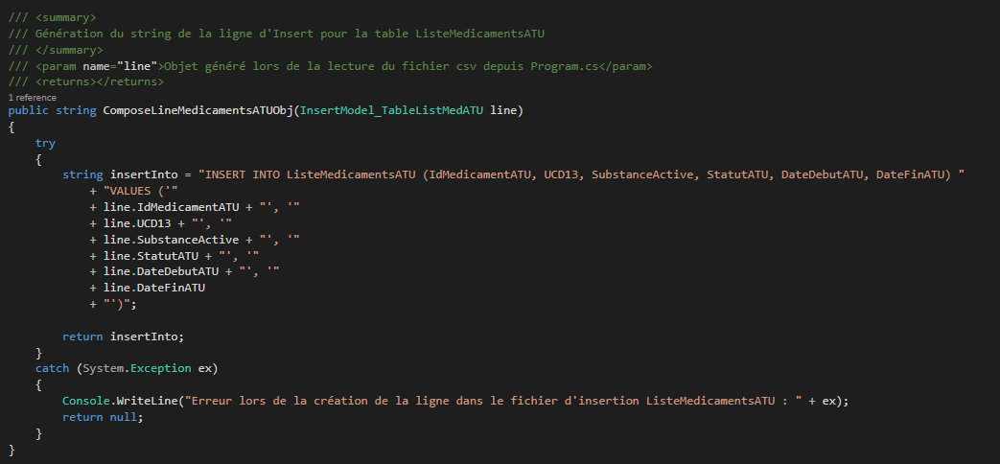 /// <summary>
/// Génération du string de la ligne d'Insert pour la table ListeMedicamentsATU
/// </summary>
/// <param name="line">Objet généré lors de la lecture du fichier csv depuis Program.cs</param>
/// <returns></returns>
1 reference
public string ComposeLineMedicamentsATUObj(InsertModel_TableListMedATU line)
{
    try
    {
        string insertInto = "INSERT INTO ListeMedicamentsATU (IdMedicamentATU, UCD13, SubstanceActive, StatutATU, DateDebutATU, DateFinATU) "
            + "VALUES ('"
            + line.IdMedicamentATU + "', '"
            + line.UCD13 + "', '"
            + line.SubstanceActive + "', '"
            + line.StatutATU + "', '"
            + line.DateDebutATU + "', '"
            + line.DateFinATU
            + "')";

        return insertInto;
    }
    catch (System.Exception ex)
    {
        Console.WriteLine("Erreur lors de la création de la ligne dans le fichier d'insertion ListeMedicamentsATU : " + ex);
        return null;
    }
}